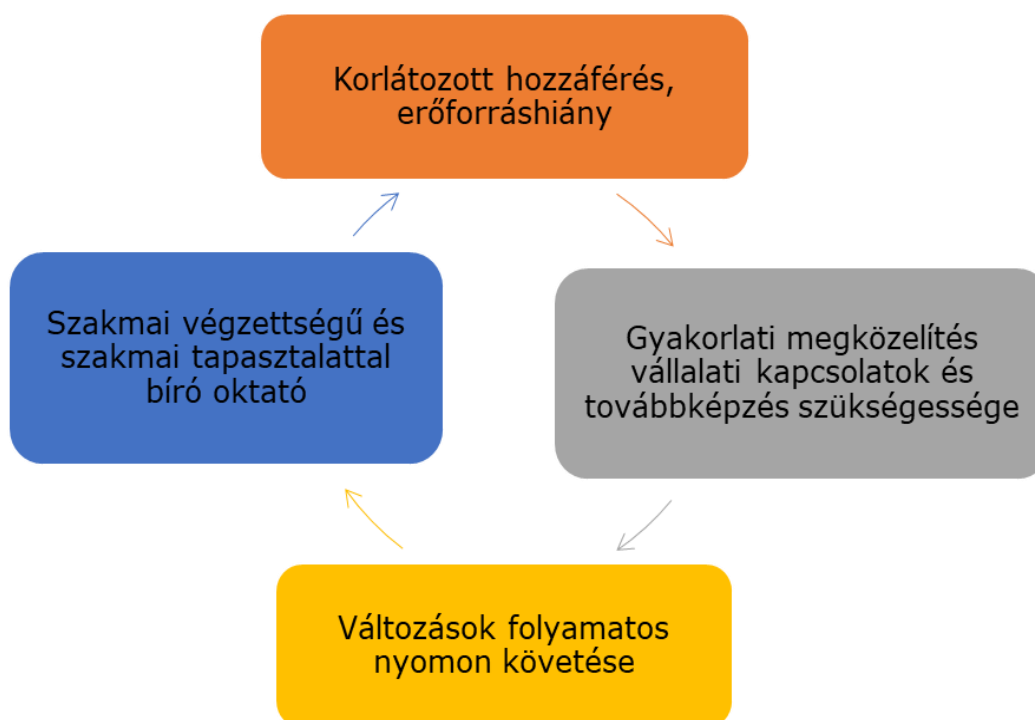 Korlátozott hozzáférés,
erőforráshiány
Szakmai végzettségű és
szakmai tapasztalattal
bíró oktató
Gyakorlati megközelítés
vállalati kapcsolatok és
továbbképzés szükségessége
Változások folyamatos
nyomon követése